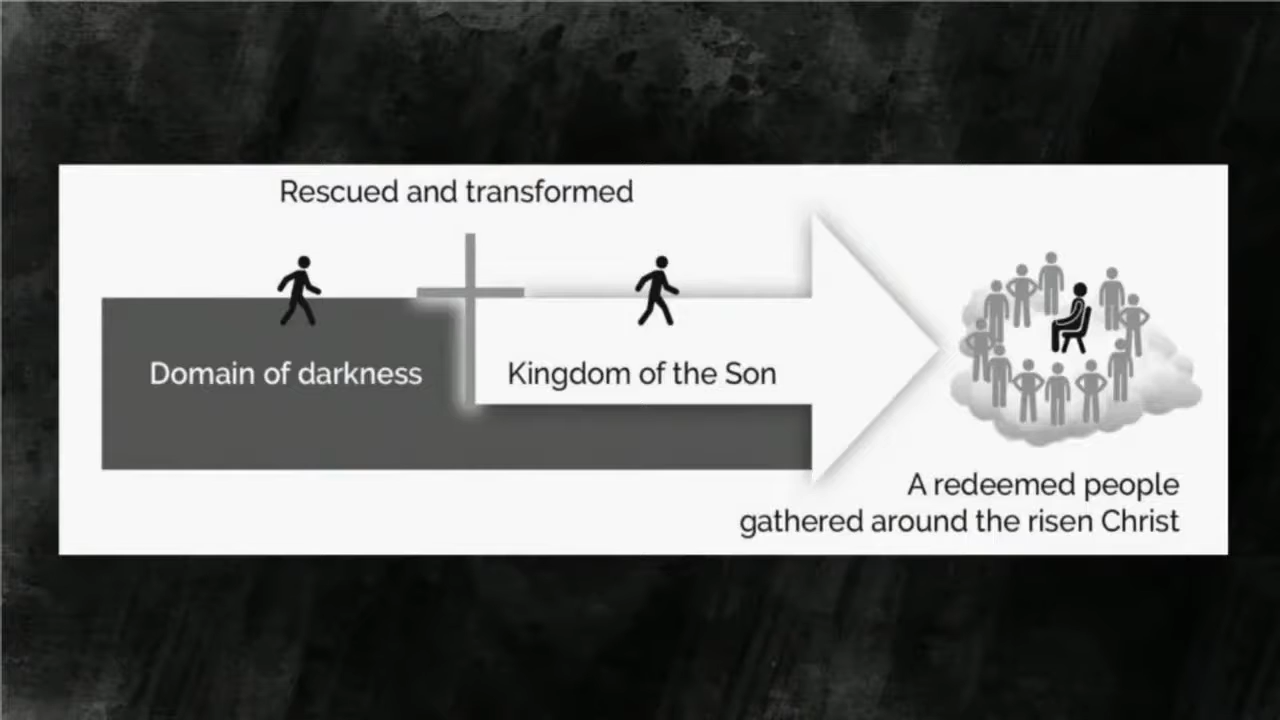 Rescued and transformed
Domain of darkness
Kingdom of the Son
A redeemed people
gathered around the risen Christ